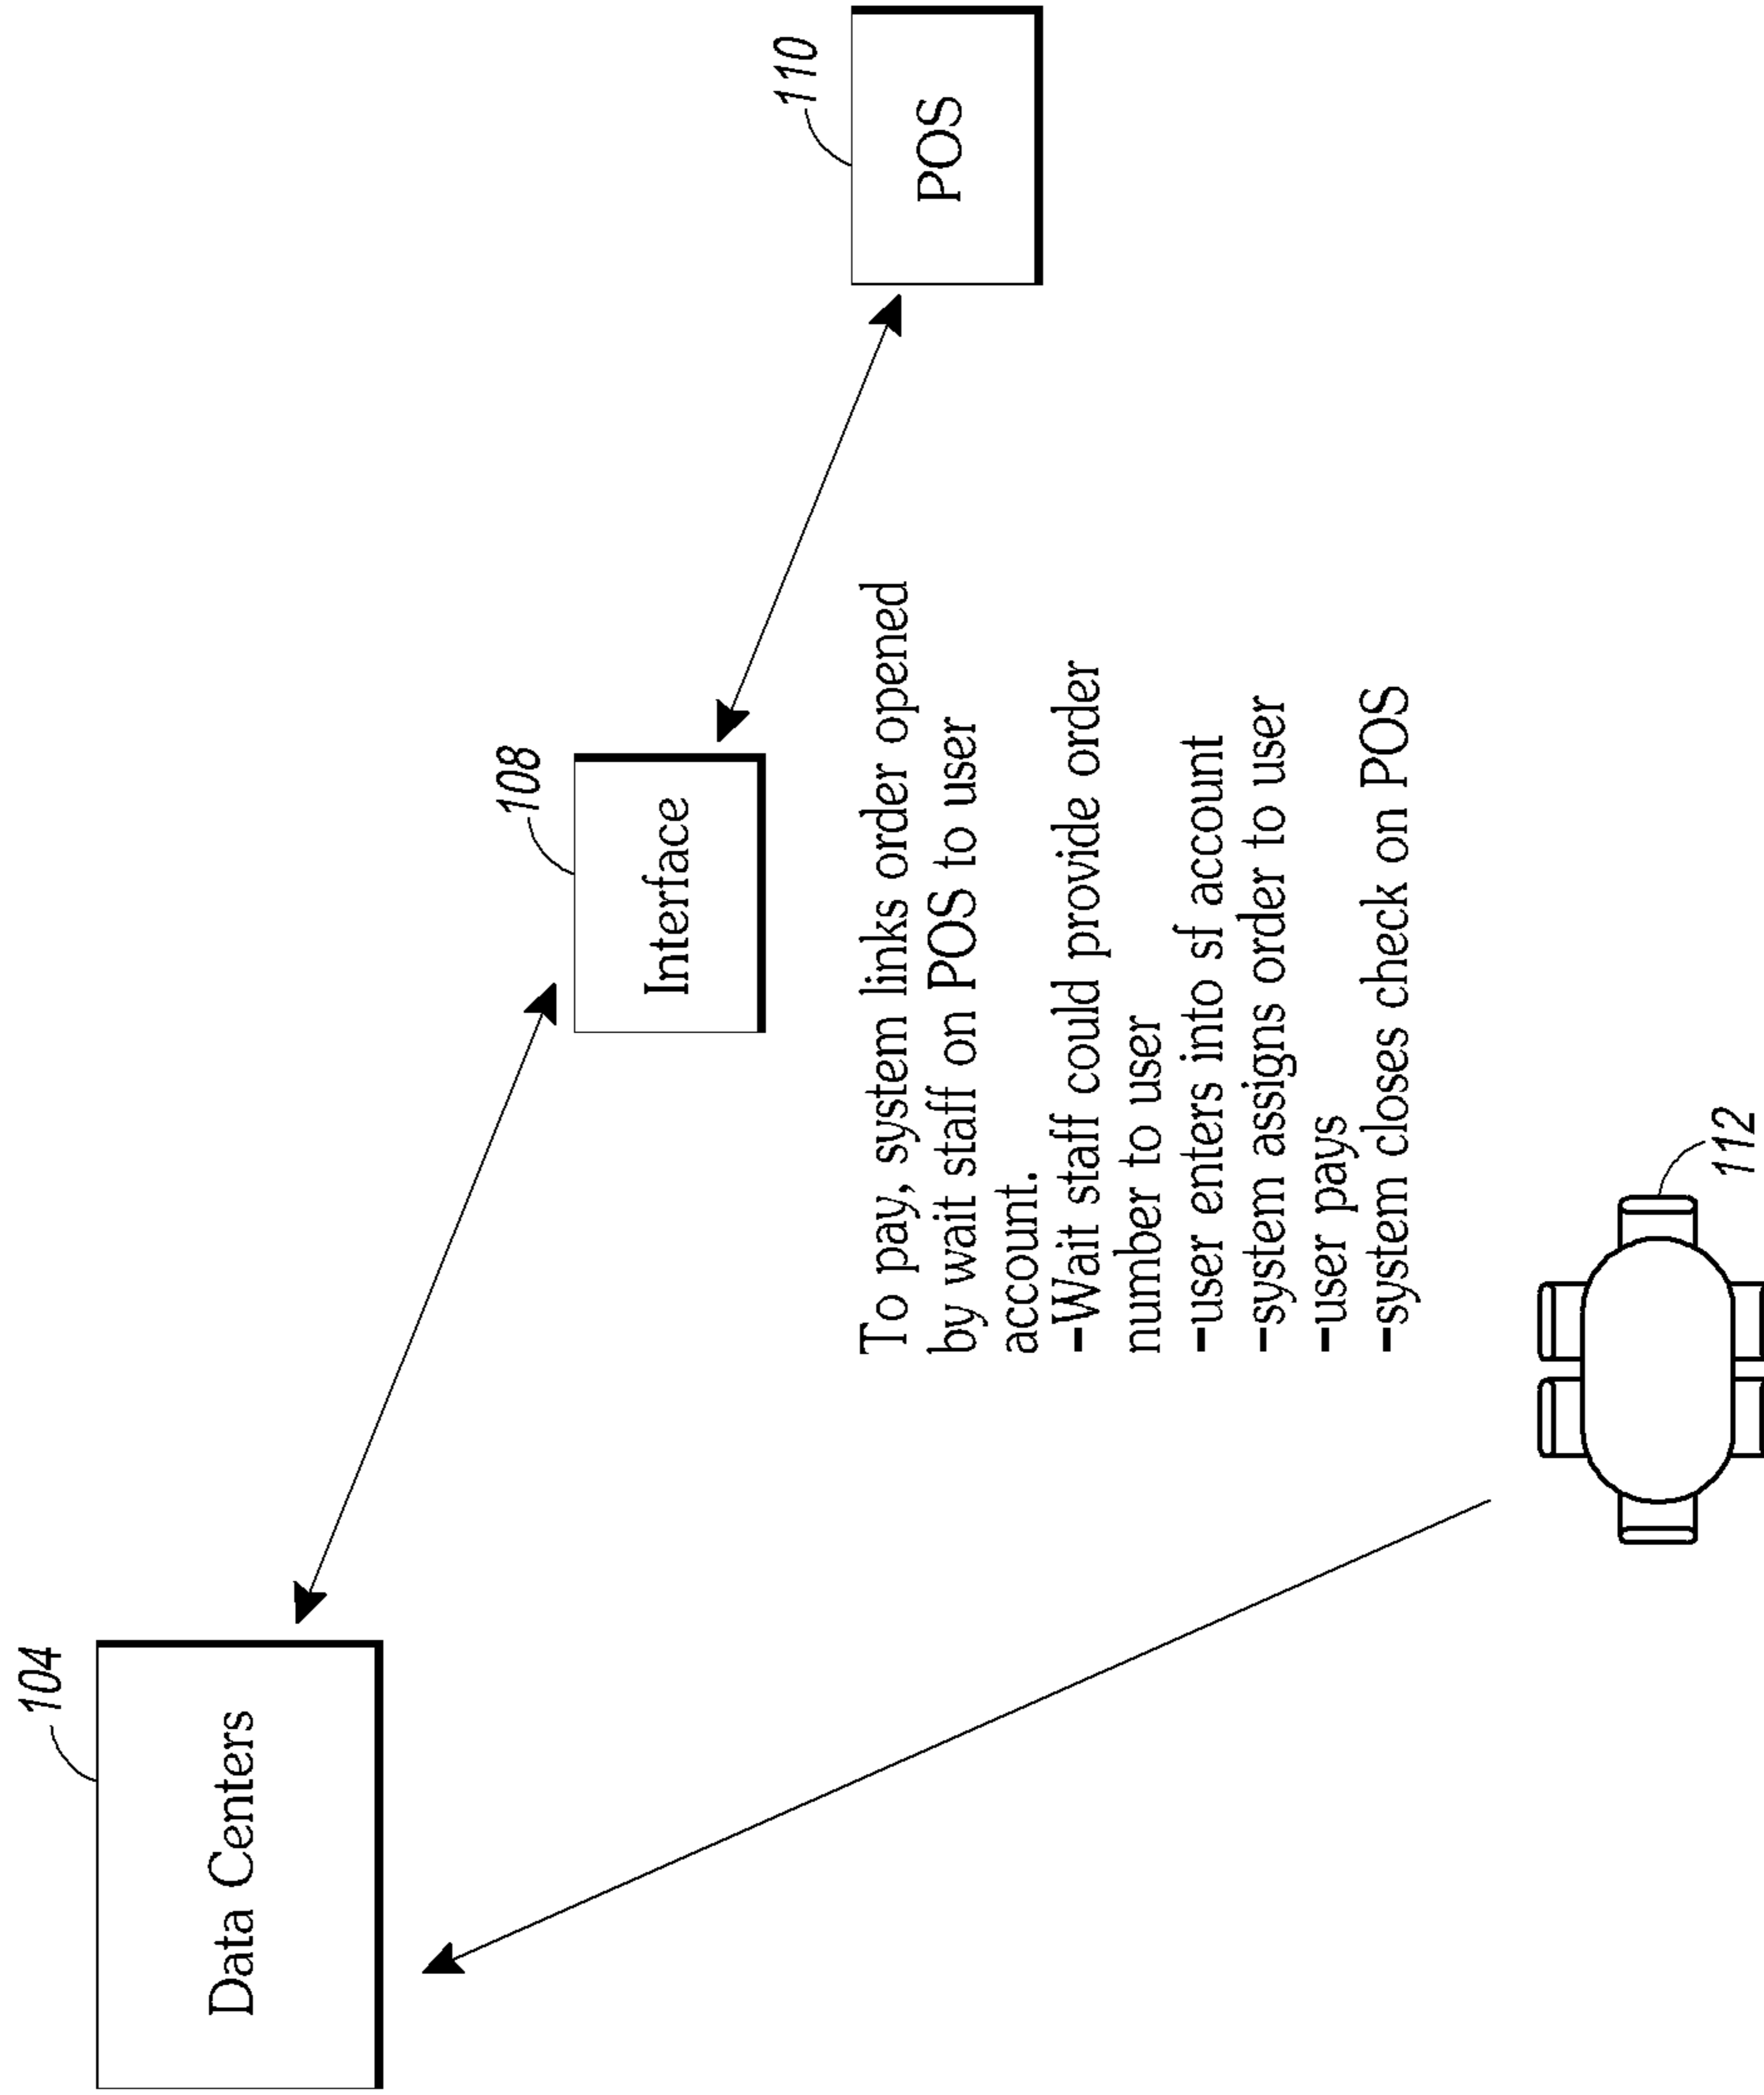 104
Data Centers
108
Interface
110
POS
To pay, system links order opened
by wait staff on POS to user
account.
-Wait staff could provide order
number to user
-user enters into sf account
-system assigns order to user
-user pays
-system closes check on POS
112